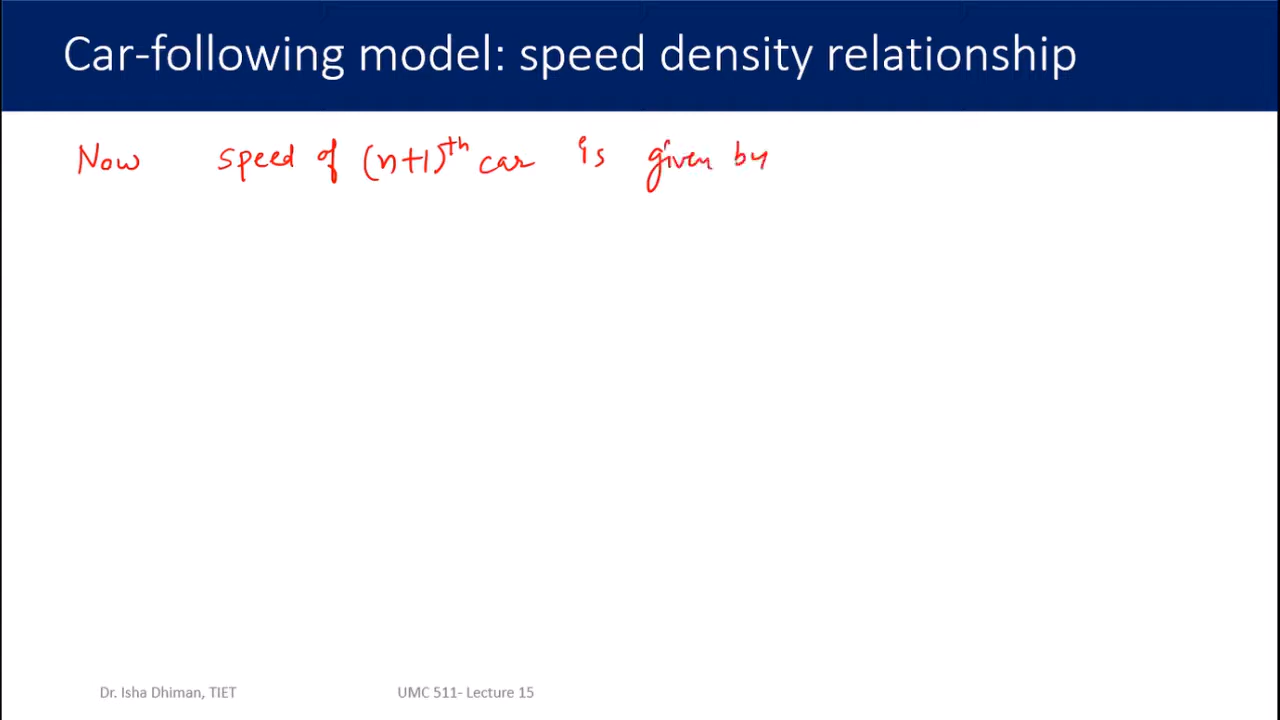 Car-following model: speed density relationship
Now speed of (n+1)ᵗʰ car is given by
Dr. Isha Dhiman, TIET UMC 511- Lecture 15